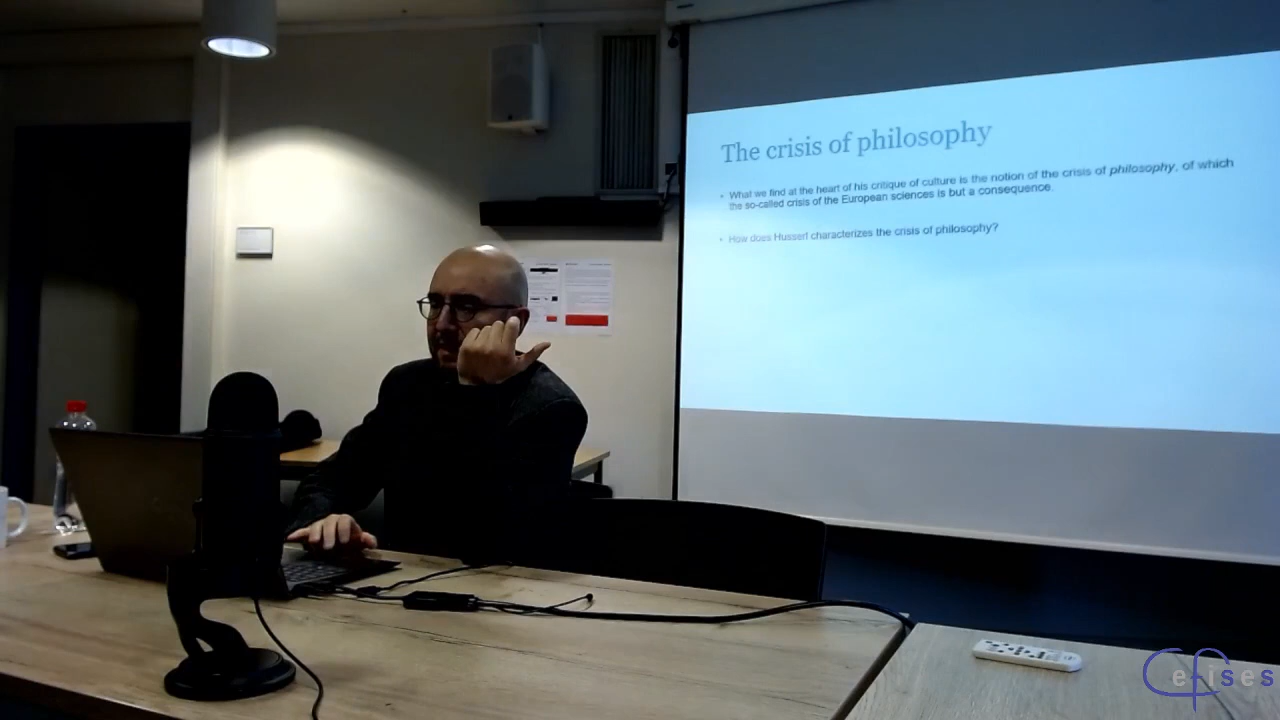 The crisis of philosophy
• What we find at the heart of his critique of culture is the notion of the crisis of philosophy, of which
the so-called crisis of the European sciences is but a consequence.
• How does Husserl characterizes the crisis of philosophy?
Cefises